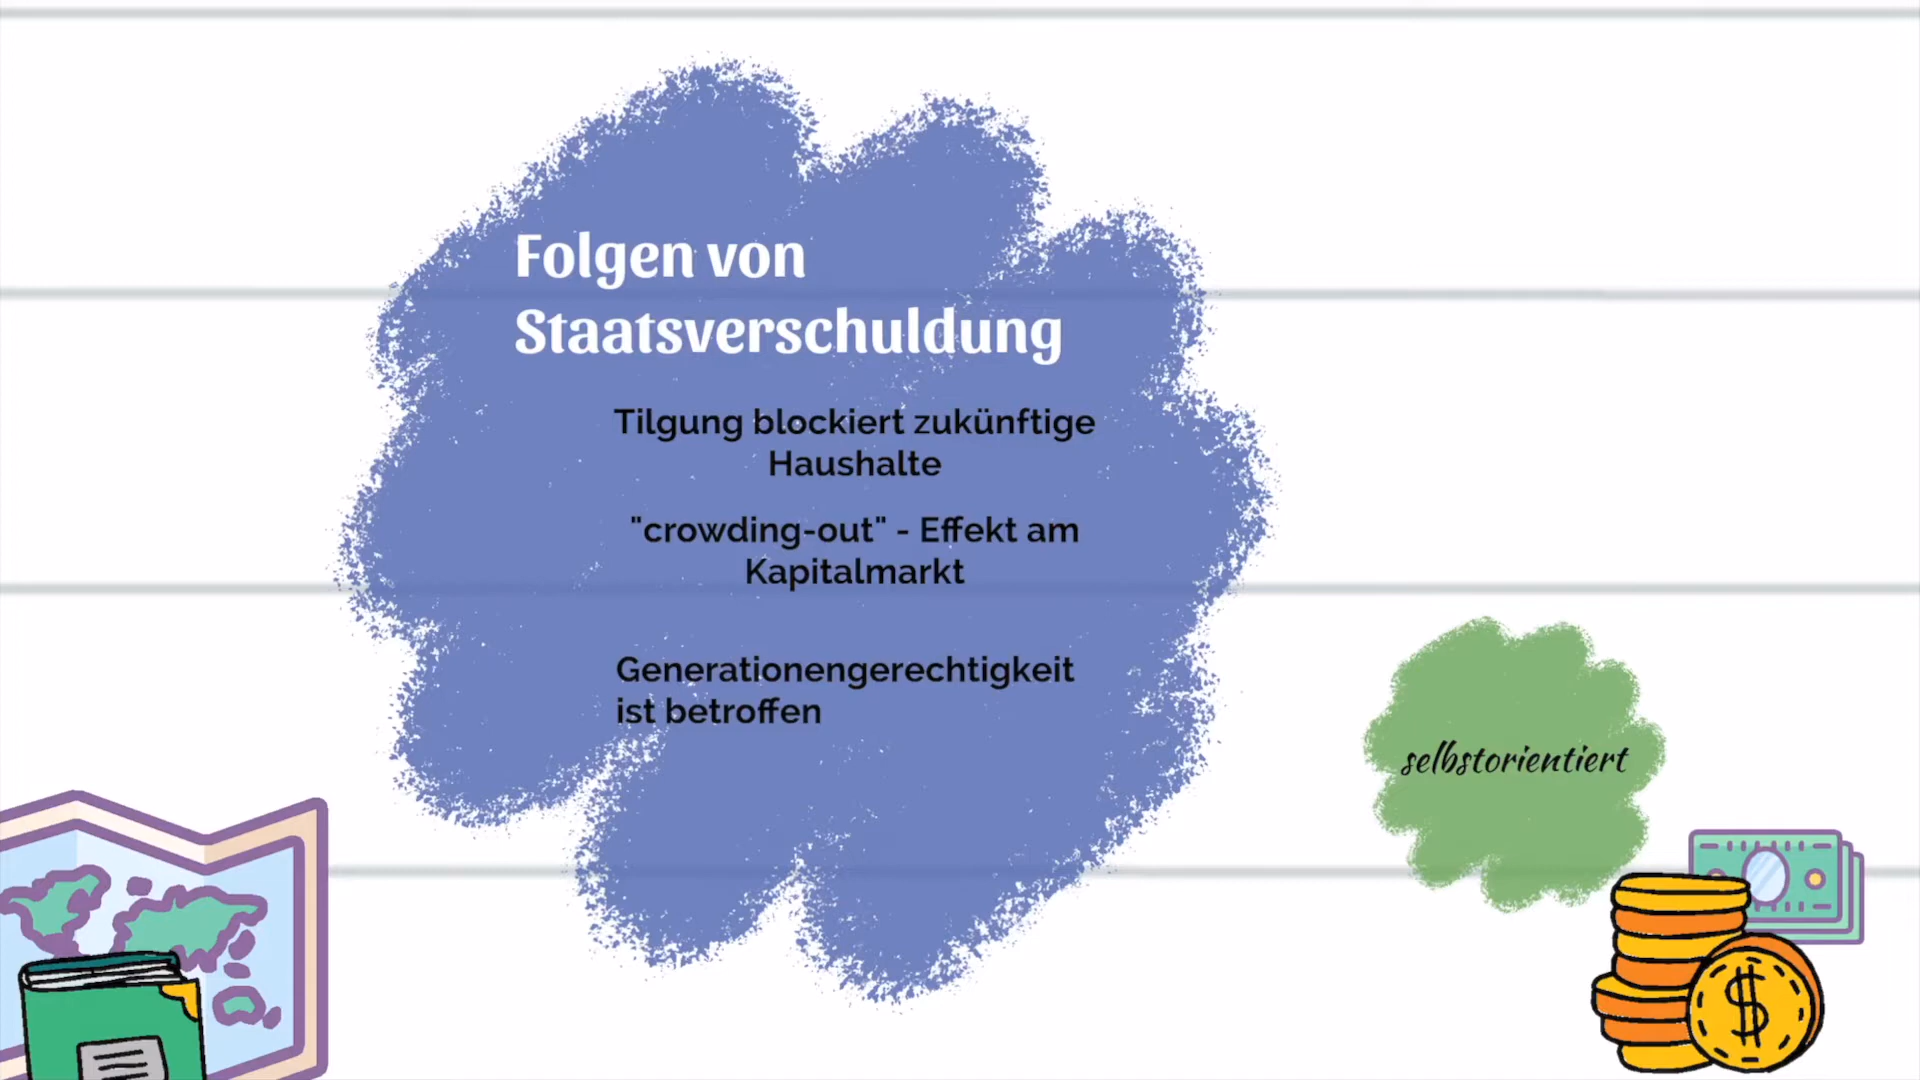 Folgen von
Staatsverschuldung
Tilgung blockiert zukünftige
Haushalte
"crowding-out" - Effekt am
Kapitalmarkt
Generationengerechtigkeit
ist betroffen
selbstorientiert
$